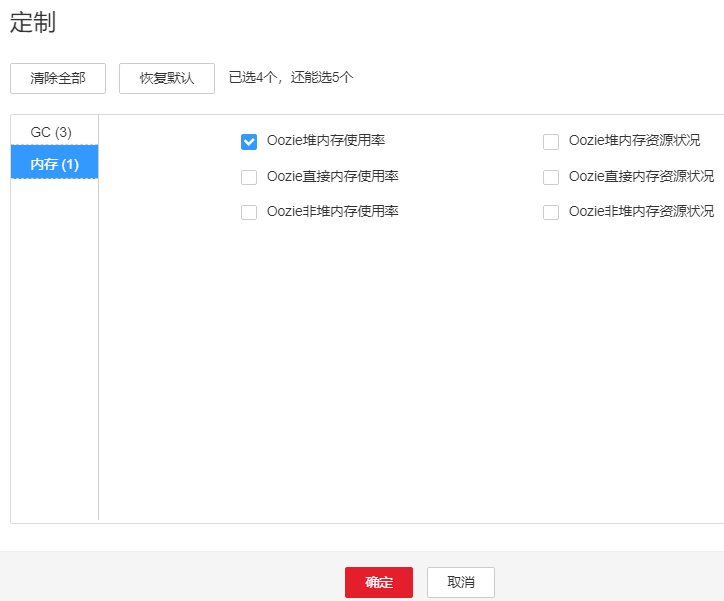 定制
清除全部 恢复默认 已选4个，还能选5个
GC (3)
内存 (1)
Oozie堆内存使用率 Oozie堆内存资源状况
Oozie直接内存使用率 Oozie直接内存资源状况
Oozie非堆内存使用率 Oozie非堆内存资源状况
确定 取消